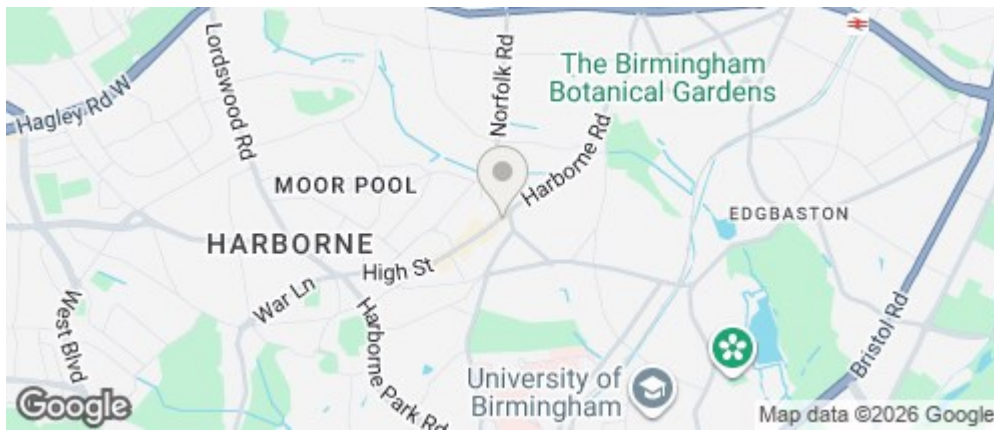 Lordswood Rd
Hagley Rd W
Norfolk Rd
The Birmingham
Botanical Gardens
Harborne Rd
MOOR POOL
EDGBASTON
HARBORNE
High St
War Ln
West Blvd
Harborne Park Rd
Bristol Rd
University of
Birmingham
Google
Map data ©2026 Google